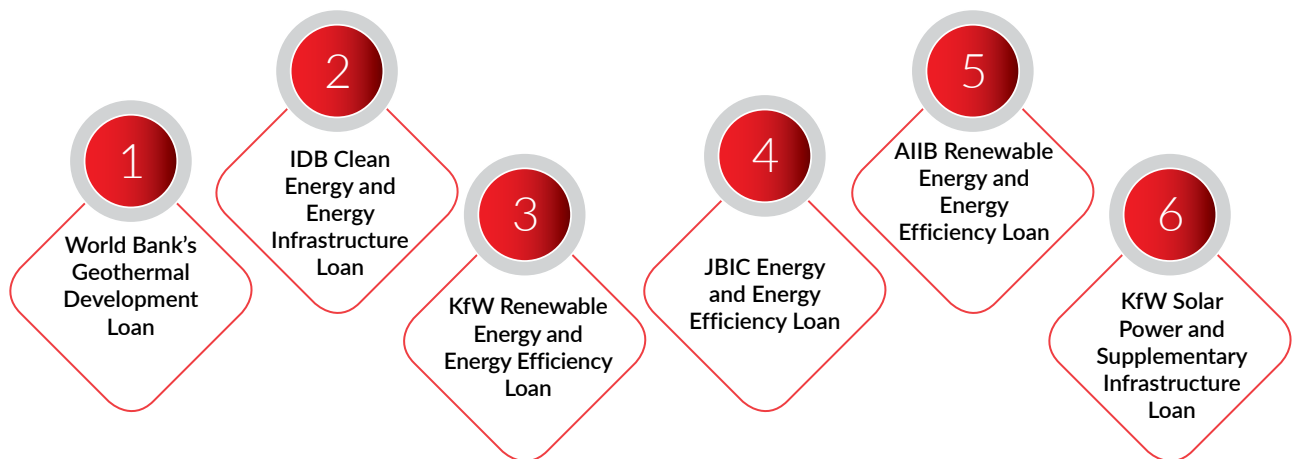 1
World Bank's
Geothermal
Development
Loan
2
IDB Clean
Energy and
Energy
Infrastructure
Loan
3
KfW Renewable
Energy and
Energy Efficiency
Loan
4
JBIC Energy
and Energy
Efficiency Loan
5
AIIB Renewable
Energy and
Energy
Efficiency Loan
6
KfW Solar
Power and
Supplementary
Infrastructure
Loan